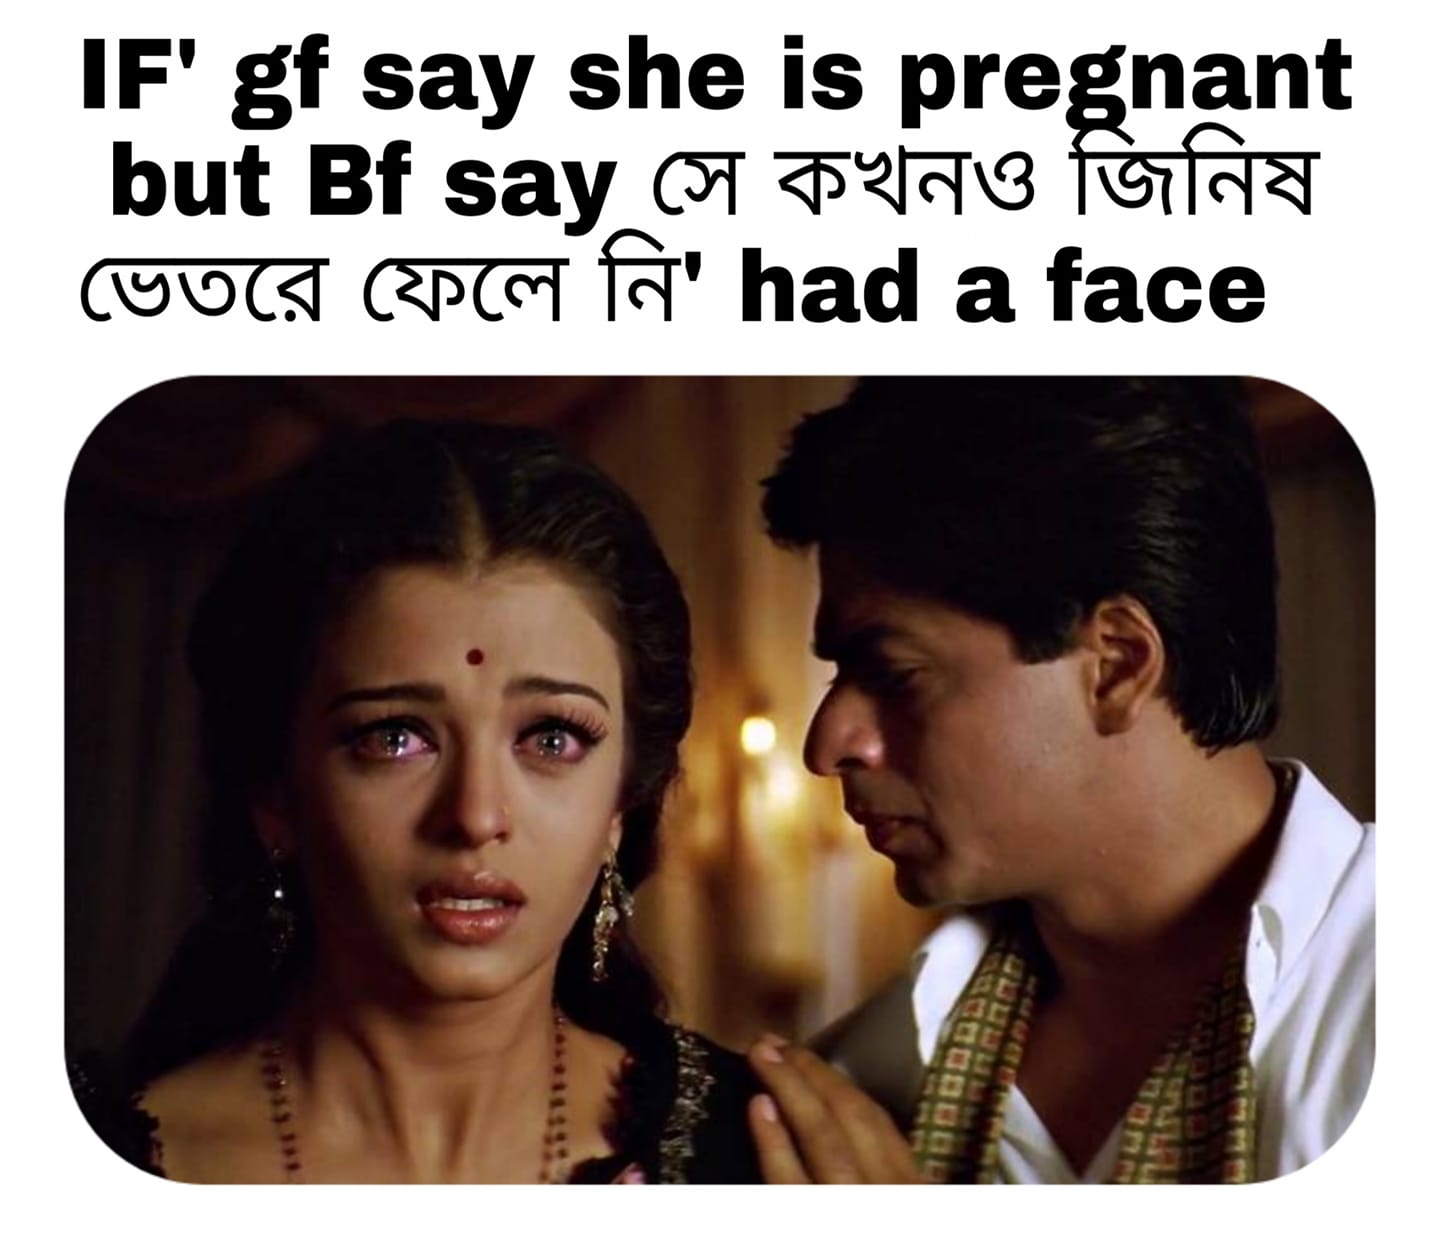 IF' gf say she is pregnant
but Bf say সে কখনও জিনিষ
ভেতরে ফেলে নি' had a face